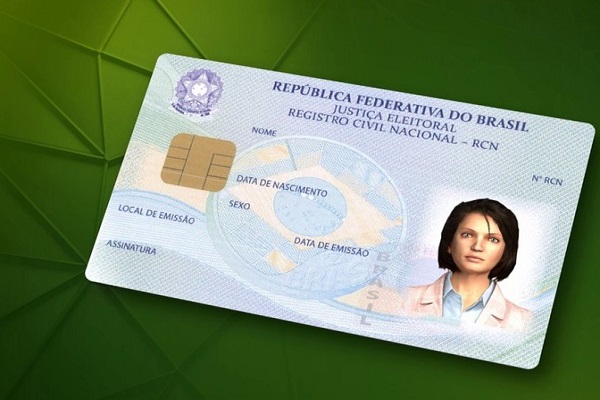 REPÚBLICA FEDERATIVA DO BRASIL
JUSTIÇA ELEITORAL
REGISTRO CIVIL NACIONAL – RCN
NOME
Nº RCN
DATA DE NASCIMENTO
LOCAL DE EMISSÃO
SEXO
DATA DE EMISSÃO
ASSINATURA
BRASIL